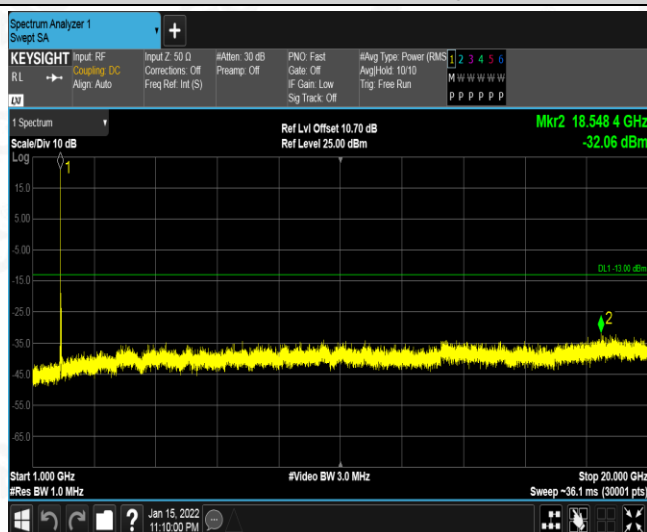 Spectrum Analyzer 1
Swept SA
+
KEYSIGHT Input: RF Input Z: 50 Ω #Atten: 30 dB PNO: Fast #Avg Type: Power (RMS 1 2 3 4 5 6
RL Coupling: DC Corrections: Off Preamp: Off Gate: Off Avg|Hold: 10/10 M W W W W W
Align: Auto Freq Ref: Int (S) IF Gain: Low Trig: Free Run
Sig Track: Off P P P P P P
LXI
1 Spectrum Ref Lvl Offset 10.70 dB Mkr2 18.548 4 GHz
Scale/Div 10 dB Ref Level 25.00 dBm -32.06 dBm
Log
1
15.0
5.00
-5.00
DL1 -13.00 dBm
-15.0
-25.0
2
-35.0
-45.0
-55.0
-65.0
Start 1.000 GHz #Video BW 3.0 MHz Stop 20.000 GHz
#Res BW 1.0 MHz Sweep ~36.1 ms (30001 pts)
? Jan 15, 2022
11:10:00 PM